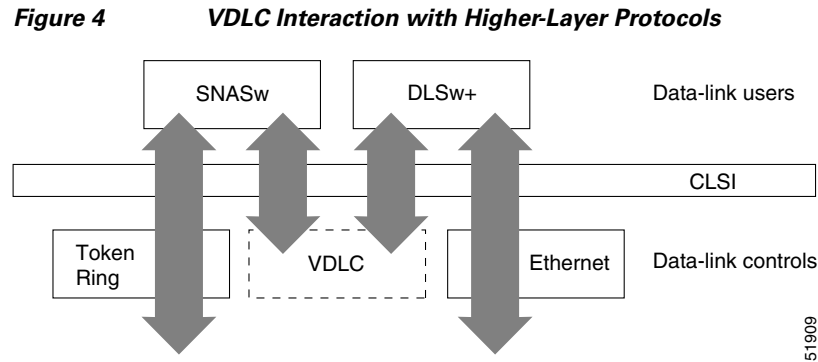 Figure 4 VDLC Interaction with Higher-Layer Protocols
SNASw DLSw+ Data-link users
CLSI
Token
Ring
VDLC Ethernet Data-link controls
51909